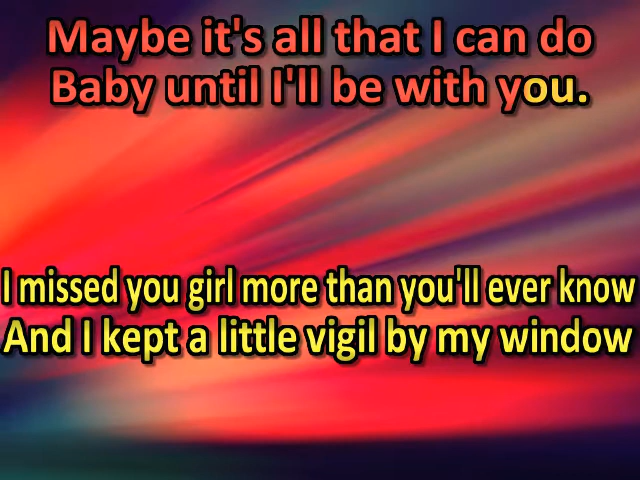 Maybe it's all that I can do
Baby until I'll be with you.
I missed you girl more than you'll ever know
And I kept a little vigil by my window